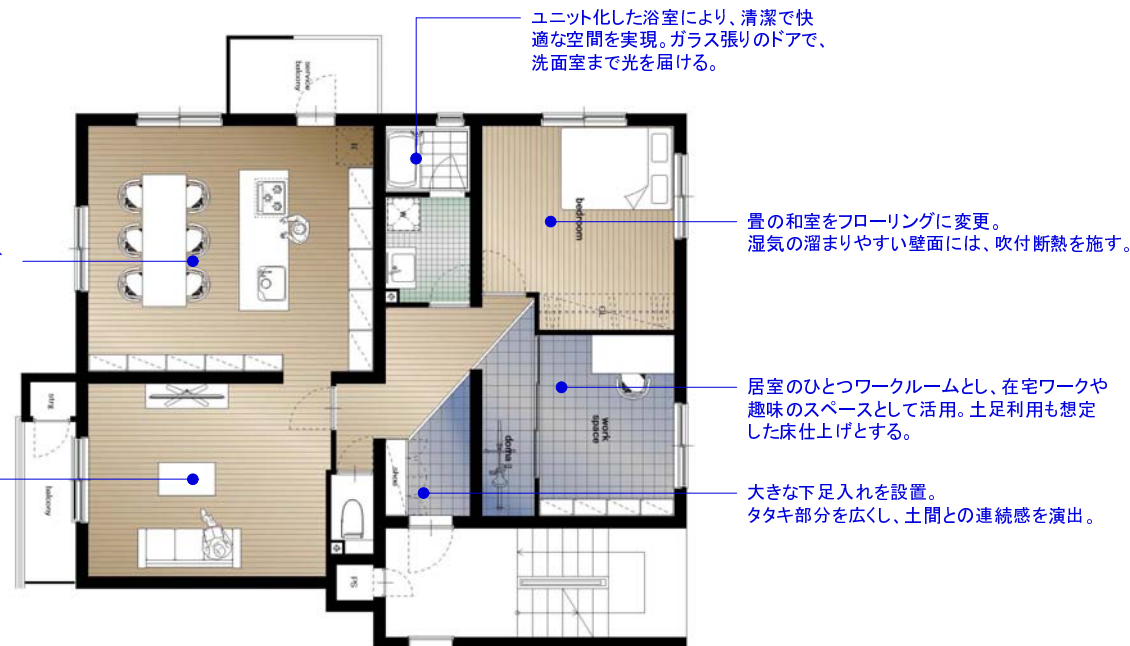 ユニット化した浴室により、清潔で快
適な空間を実現。ガラス張りのドアで、
洗面室まで光を届ける。
service
balcony
R
W
bedroom
畳の和室をフローリングに変更。
湿気の溜まりやすい壁面には、吹付断熱を施す。
CL
居室のひとつワークルームとし、在宅ワークや
趣味のスペースとして活用。土足利用も想定
した床仕上げとする。
strg
work
space
doma
shoe
balcony
大きな下足入れを設置。
タタキ部分を広くし、土間との連続感を演出。
PS